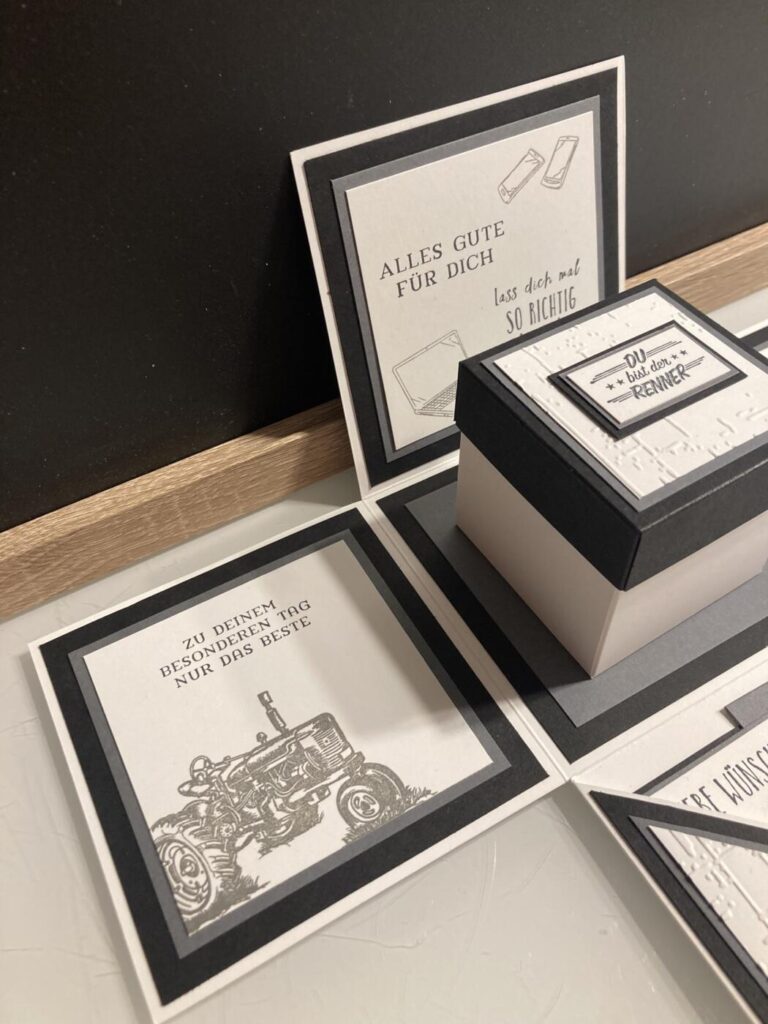 ALLES GUTE
FÜR DICH
lass dich mal
SO RICHTIG
DU
bist der
RENNER
ZU DEINEM
BESONDEREN TAG
NUR DAS BESTE